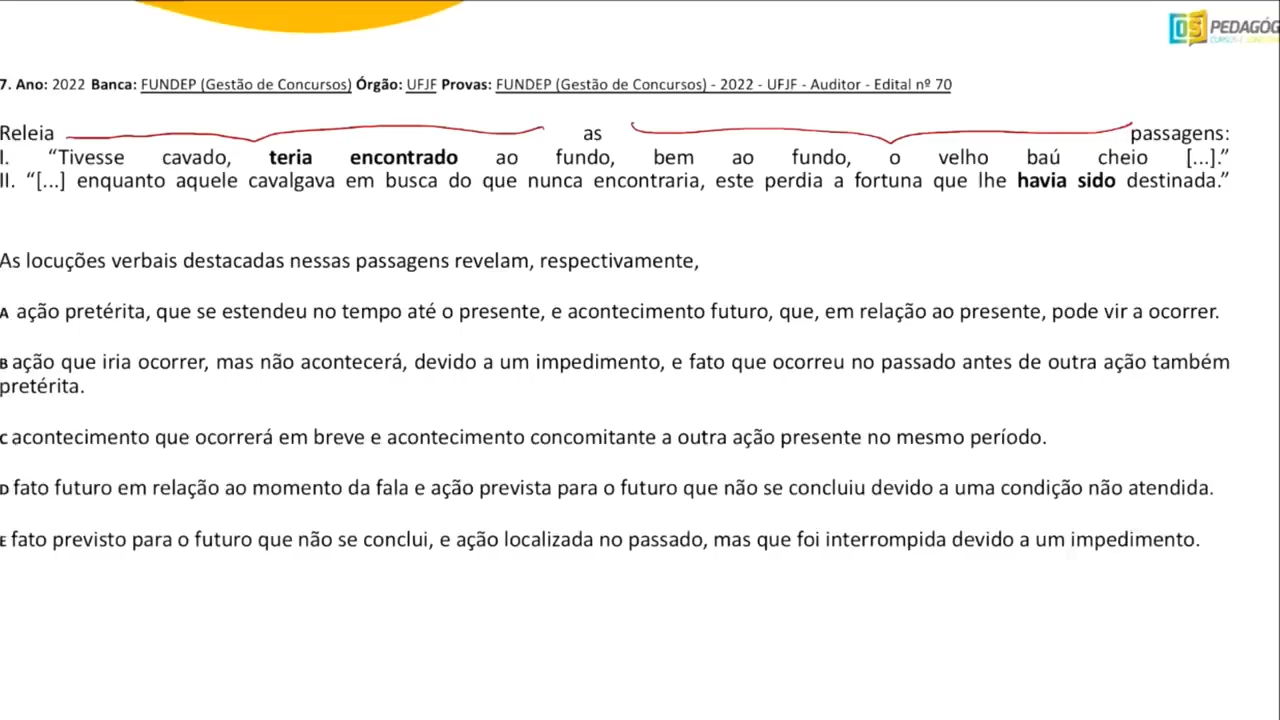 PEDAGÓG
7. Ano: 2022 Banca: FUNDEP (Gestão de Concursos) Órgão: UFJF Provas: FUNDEP (Gestão de Concursos) - 2022 - UFJF - Auditor - Edital nº 70
Releia as passagens:
I. “Tivesse cavado, teria encontrado ao fundo, bem ao fundo, o velho baú cheio [...].”
II. “[...] enquanto aquele cavalgava em busca do que nunca encontraria, este perdia a fortuna que lhe havia sido destinada.”
As locuções verbais destacadas nessas passagens revelam, respectivamente,
A ação pretérita, que se estendeu no tempo até o presente, e acontecimento futuro, que, em relação ao presente, pode vir a ocorrer.
B ação que iria ocorrer, mas não acontecerá, devido a um impedimento, e fato que ocorreu no passado antes de outra ação também
pretérita.
C acontecimento que ocorrerá em breve e acontecimento concomitante a outra ação presente no mesmo período.
D fato futuro em relação ao momento da fala e ação prevista para o futuro que não se concluiu devido a uma condição não atendida.
E fato previsto para o futuro que não se conclui, e ação localizada no passado, mas que foi interrompida devido a um impedimento.